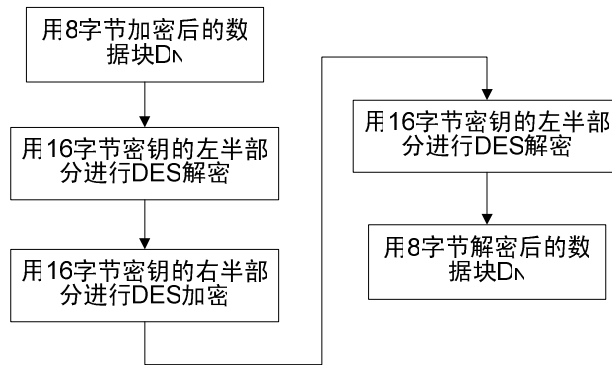 用8字节加密后的数
据块DN
用16字节密钥的左半部
分进行DES解密
用16字节密钥的右半部
分进行DES加密
用16字节密钥的左半部
分进行DES解密
用8字节解密后的数
据块DN